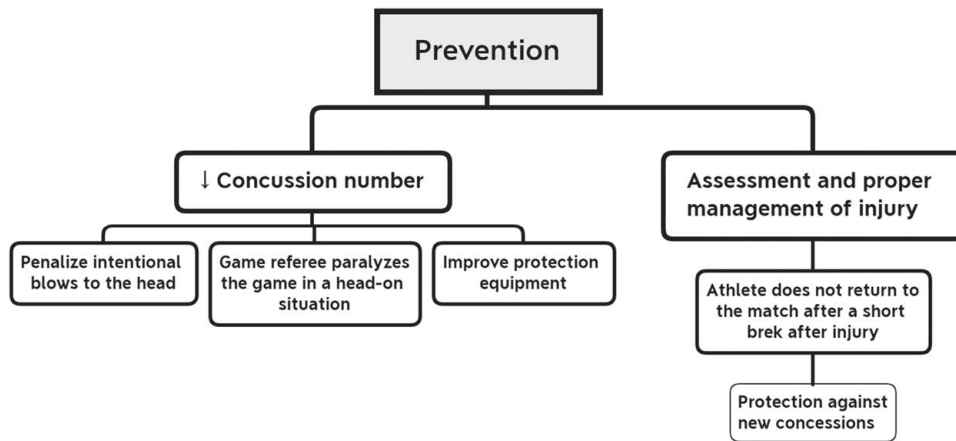 Prevention
↓ Concussion number
Assessment and proper
management of injury
Penalize intentional
blows to the head
Game referee paralyzes
the game in a head-on
situation
Improve protection
equipment
Athlete does not return to
the match after a short
brek after injury
Protection against
new concessions